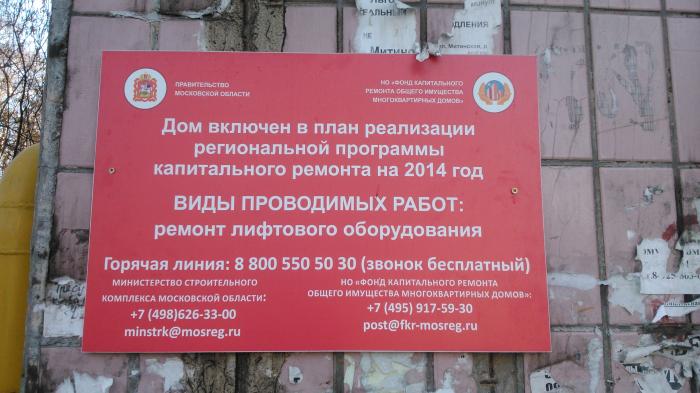 ПРАВИТЕЛЬСТВО
МОСКОВСКОЙ ОБЛАСТИ
НО «ФОНД КАПИТАЛЬНОГО
РЕМОНТА ОБЩЕГО ИМУЩЕСТВА
МНОГОКВАРТИРНЫХ ДОМОВ»
Дом включен в план реализации
региональной программы
капитального ремонта на 2014 год
ВИДЫ ПРОВОДИМЫХ РАБОТ:
ремонт лифтового оборудования
Горячая линия: 8 800 550 50 30 (звонок бесплатный)
МИНИСТЕРСТВО СТРОИТЕЛЬНОГО
КОМПЛЕКСА МОСКОВСКОЙ ОБЛАСТИ:
+7 (498)626-33-00
minstrk@mosreg.ru
НО «ФОНД КАПИТАЛЬНОГО РЕМОНТА
ОБЩЕГО ИМУЩЕСТВА МНОГОКВАРТИРНЫХ ДОМОВ»:
+7 (495) 917-59-30
post@fkr-mosreg.ru